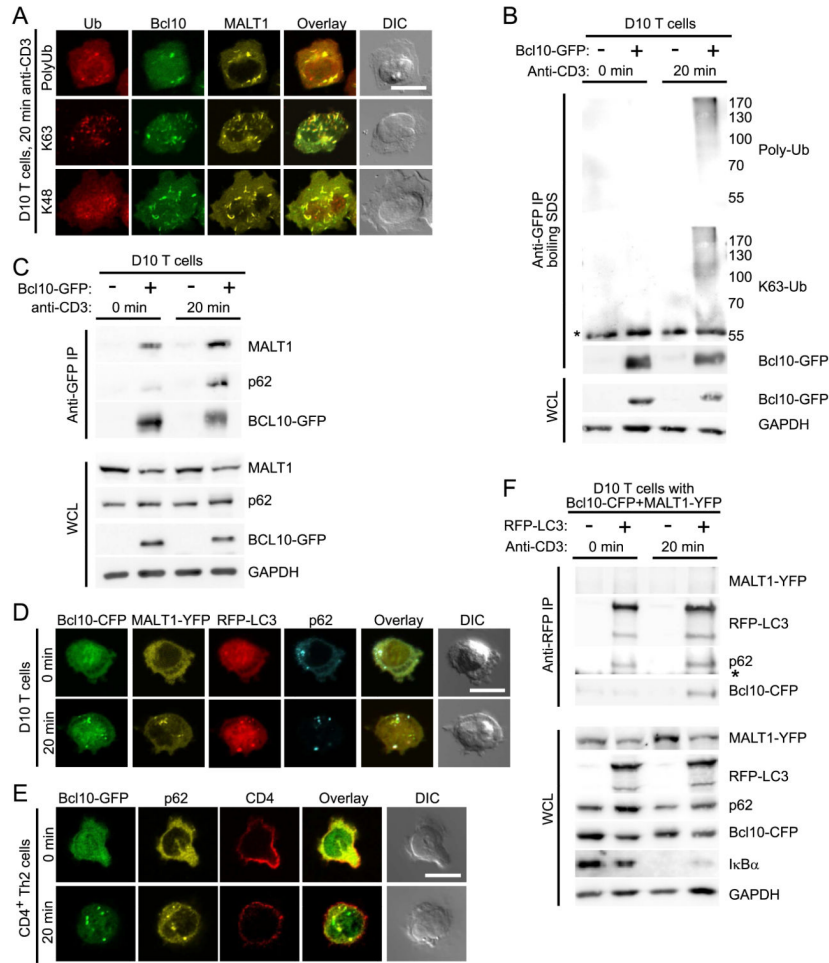 A
D10 T cells, 20 min anti-CD3
Ub Bcl10 MALT1 Overlay DIC
PolyUb
K63
K48
B
D10 T cells
Bcl10-GFP: - + - +
Anti-CD3: 0 min 20 min
Anti-GFP IP
boiling SDS
170
130
100
70
55
Poly-Ub
170
130
100
70
55
K63-Ub
*
Bcl10-GFP
WCL
Bcl10-GFP
GAPDH
C
D10 T cells
Bcl10-GFP: - + - +
anti-CD3: 0 min 20 min
Anti-GFP IP
MALT1
p62
BCL10-GFP
WCL
MALT1
p62
BCL10-GFP
GAPDH
D
Bcl10-CFP MALT1-YFP RFP-LC3 p62 Overlay DIC
D10 T cells
0 min
20 min
E
Bcl10-GFP p62 CD4 Overlay DIC
CD4+ Th2 cells
0 min
20 min
F
D10 T cells with
Bcl10-CFP+MALT1-YFP
RFP-LC3: - + - +
Anti-CD3: 0 min 20 min
Anti-RFP IP
MALT1-YFP
RFP-LC3
p62
*
Bcl10-CFP
WCL
MALT1-YFP
RFP-LC3
p62
Bcl10-CFP
IκBα
GAPDH